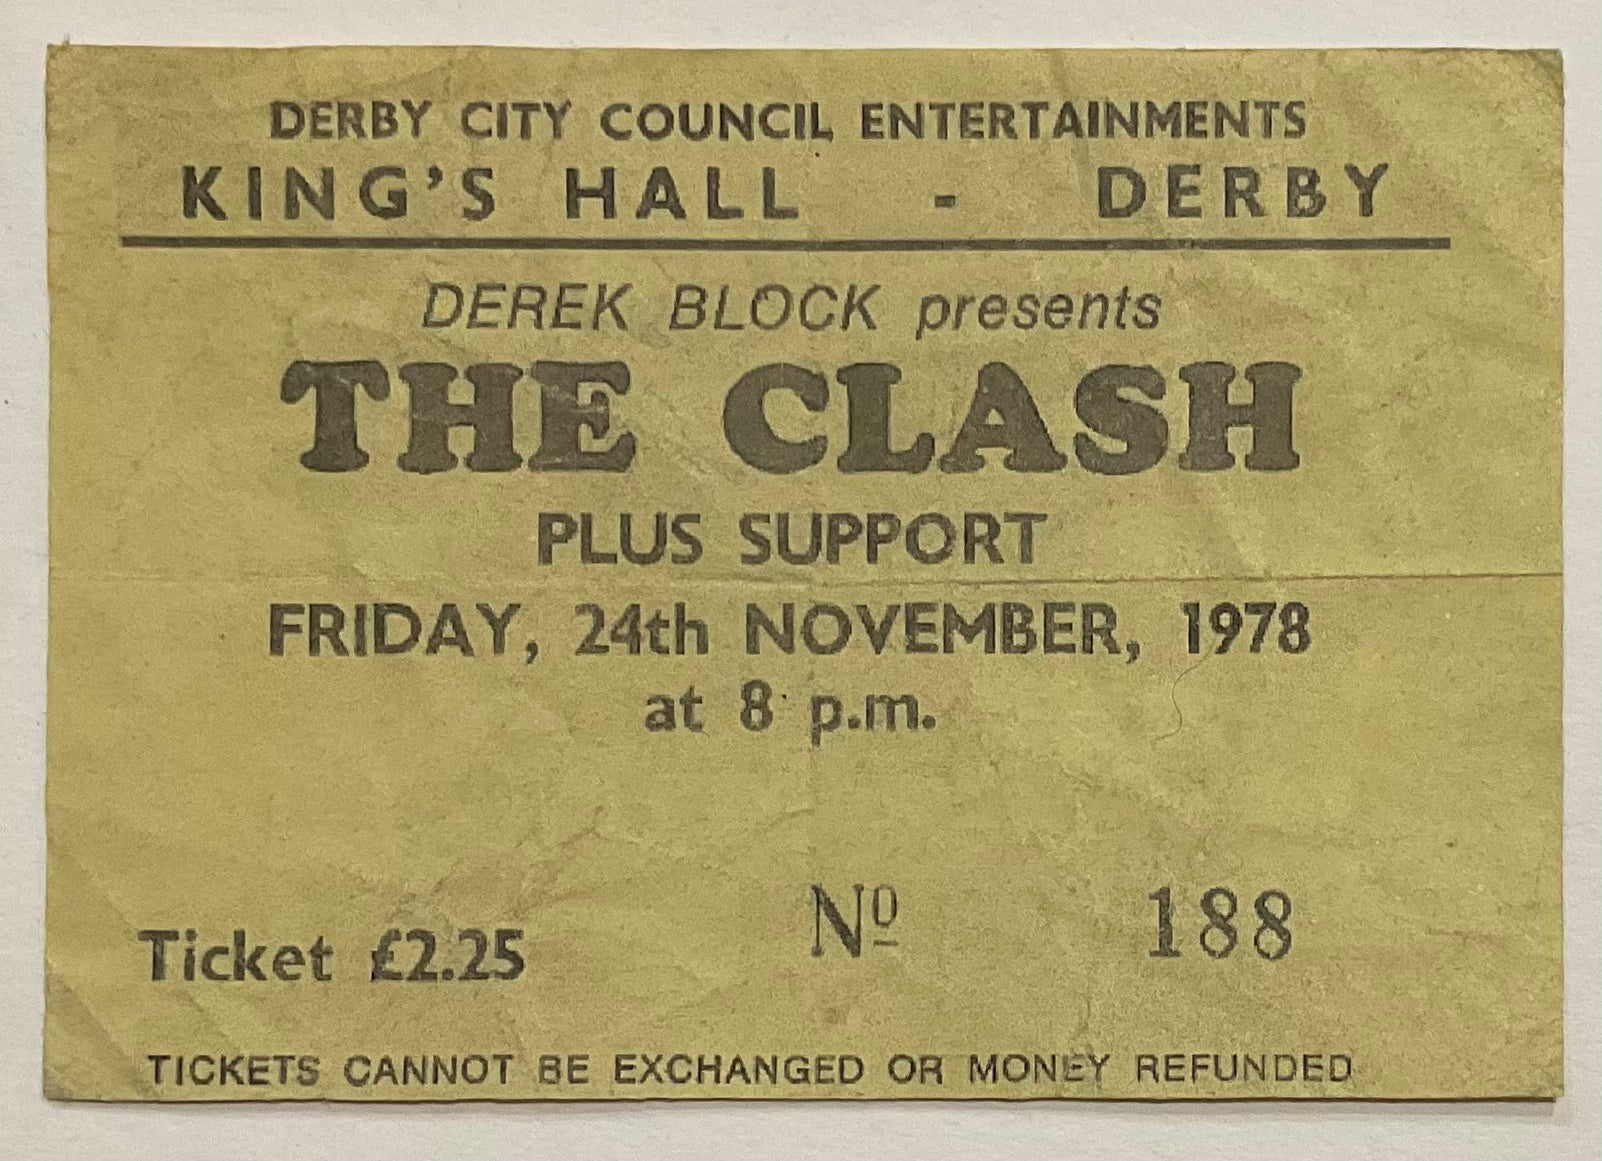 DERBY CITY COUNCIL ENTERTAINMENTS
KING'S HALL - DERBY
DEREK BLOCK presents
THE CLASH
PLUS SUPPORT
FRIDAY, 24th NOVEMBER, 1978
at 8 p.m.
Ticket £2.25 Nº 188
TICKETS CANNOT BE EXCHANGED OR MONEY REFUNDED